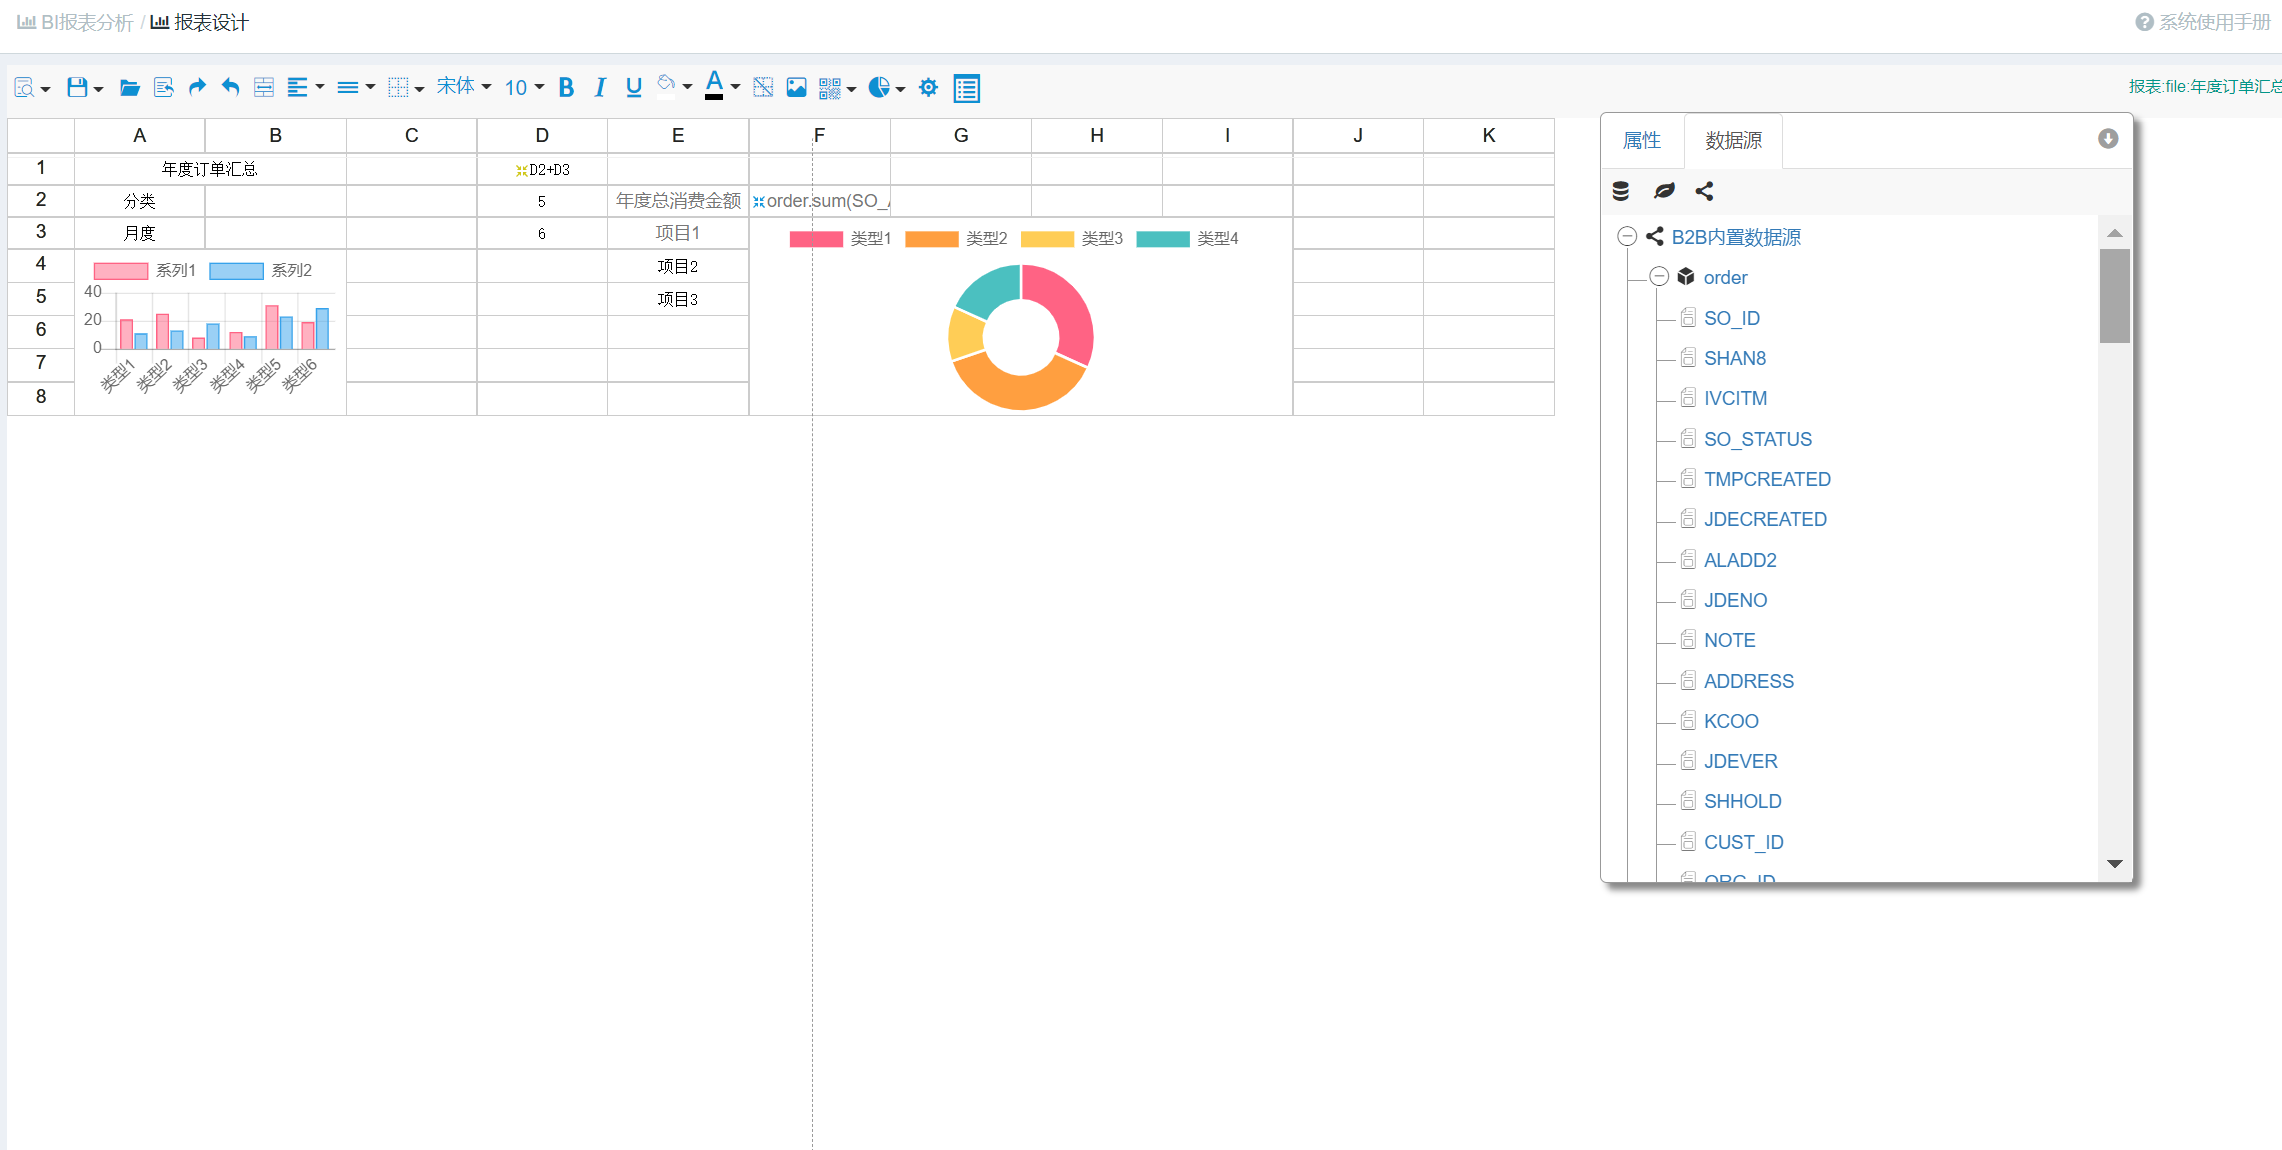 BI报表分析 / 报表设计
系统使用手册
宋体 10 B I U A
报表:file:年度订单汇总
A B C D E F G H I J K
1 年度订单汇总 D2+D3
2 分类 5 年度总消费金额 order.sum(SO_
3 月度 6 项目1
类型1 类型2 类型3 类型4
4 项目2
系列1 系列2
5 项目3
6
7
8
40
20
0
类型1 类型2 类型3 类型4 类型5 类型6
属性 数据源
B2B内置数据源
order
SO_ID
SHAN8
IVCITM
SO_STATUS
TMPCREATED
JDECREATED
ALADD2
JDENO
NOTE
ADDRESS
KCOO
JDEVER
SHHOLD
CUST_ID
ORG_ID